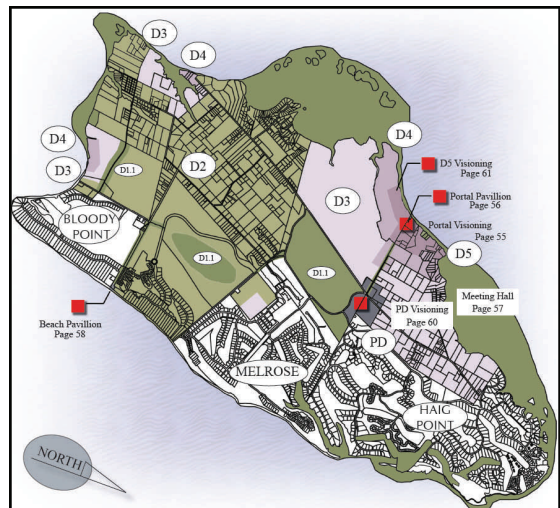 D3
D4
D4
D4
D5 Visioning
Page 61
D3
D1.1
D2
Portal Pavillion
Page 56
D3
Portal Visioning
Page 55
BLOODY
POINT
D5
D1.1
D1.1
Beach Pavillion
Page 58
PD Visioning
Page 60
Meeting Hall
Page 57
PD
MELROSE
HAIG
POINT
NORTH